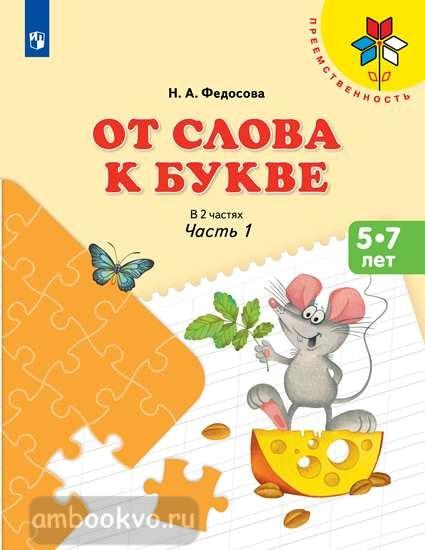 ПРЕЕМСТВЕННОСТЬ
Н. А. Федосова
ОТ СЛОВА
К БУКВЕ
В 2 частях
Часть 1
5•7
лет
ambookvo.ru